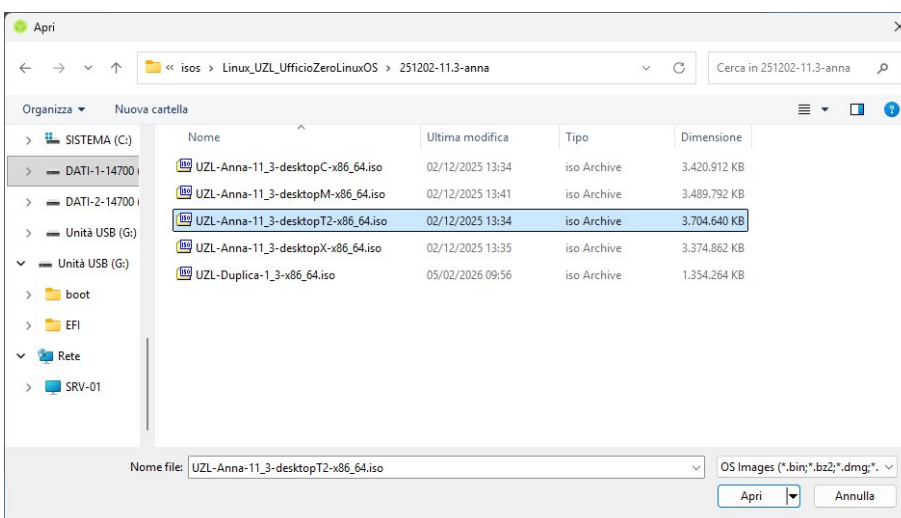 Apri
« isos › Linux_UZL_UfficioZeroLinuxOS › 251202-11.3-anna
Cerca in 251202-11.3-anna
Organizza
Nuova cartella
SISTEMA (C:)
DATI-1-14700
DATI-2-14700
Unità USB (G:)
Unità USB (G:)
boot
EFI
Rete
SRV-01
Nome Ultima modifica Tipo Dimensione
UZL-Anna-11_3-desktopC-x86_64.iso 02/12/2025 13:34 iso Archive 3.420.912 KB
UZL-Anna-11_3-desktopM-x86_64.iso 02/12/2025 13:41 iso Archive 3.489.792 KB
UZL-Anna-11_3-desktopT2-x86_64.iso 02/12/2025 13:34 iso Archive 3.704.640 KB
UZL-Anna-11_3-desktopX-x86_64.iso 02/12/2025 13:35 iso Archive 3.374.862 KB
UZL-Duplica-1_3-x86_64.iso 05/02/2026 09:56 iso Archive 1.354.264 KB
Nome file: UZL-Anna-11_3-desktopT2-x86_64.iso
OS Images (*.bin;*.bz2;*.dmg;*.
Apri
Annulla